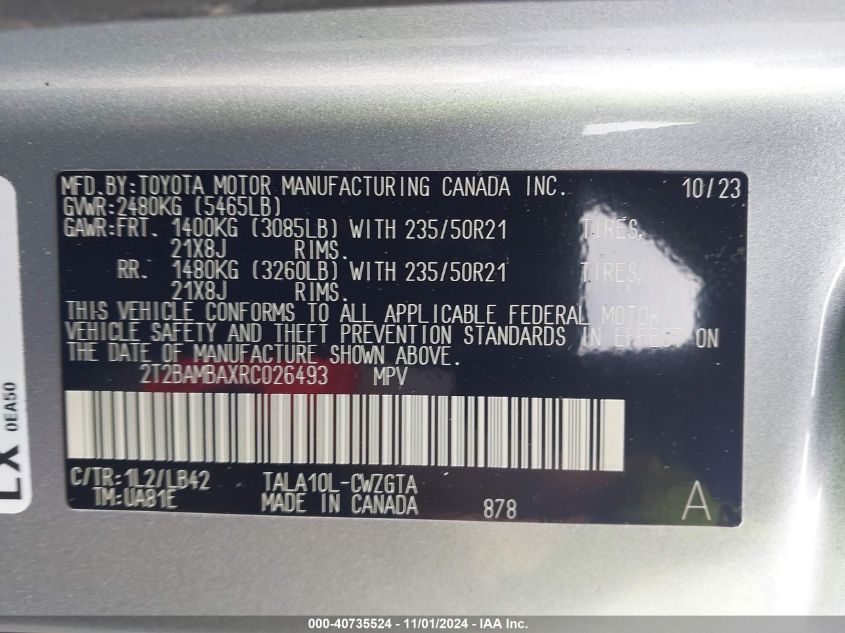 MFD.BY:TOYOTA MOTOR MANUFACTURING CANADA INC. 10/23
GVWR:2480KG (5465LB)
GAWR:FRT. 1400KG (3085LB) WITH 235/50R21 TIRES,
21X8J RIMS.
RR. 1480KG (3260LB) WITH 235/50R21 TIRES,
21X8J RIMS.
THIS VEHICLE CONFORMS TO ALL APPLICABLE FEDERAL MOTOR
VEHICLE SAFETY AND THEFT PREVENTION STANDARDS IN EFFECT ON
THE DATE OF MANUFACTURE SHOWN ABOVE.
2T2BAMBAXRC026493 MPV
C/TR:1L2/LB42 TALA10L-CWZGTA
TM:UA81E MADE IN CANADA 878 A
LX
0EA50
000-40735524 - 11/01/2024 - IAA Inc.